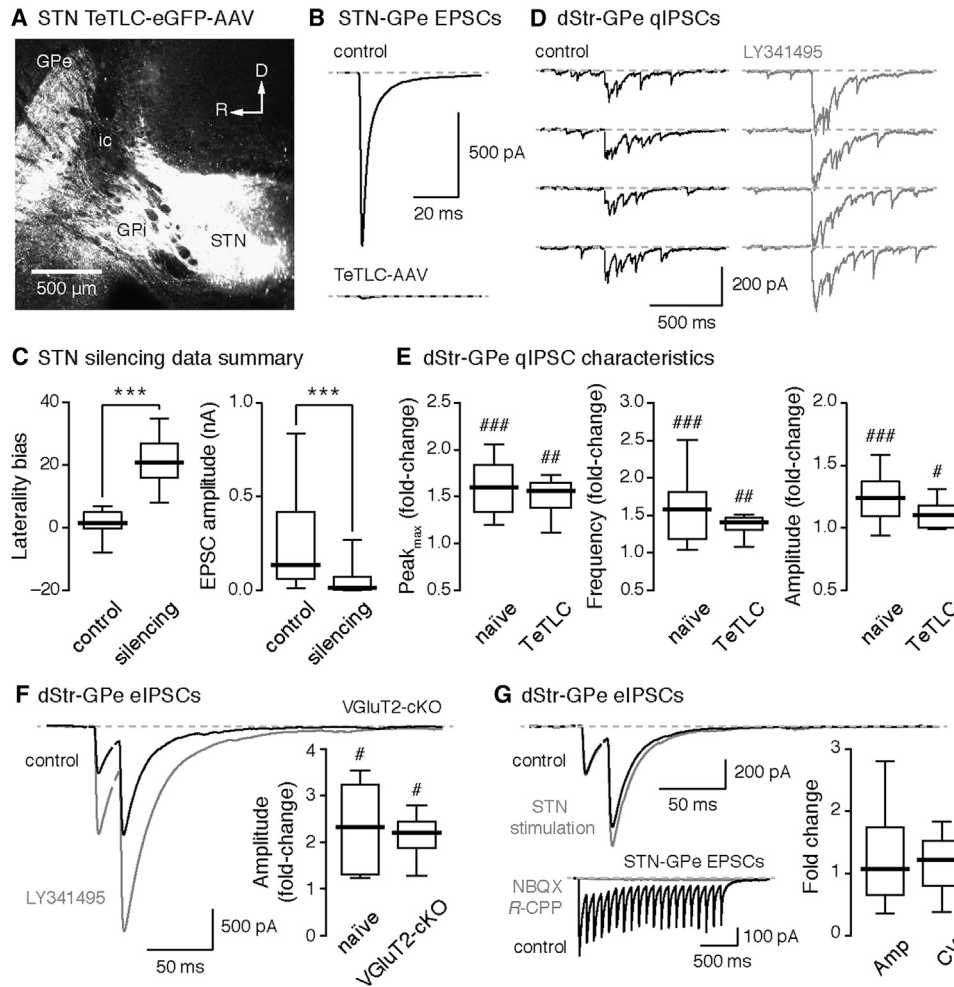 A STN TeTLC-eGFP-AAV
GPe
D
R
ic
GPi
STN
500 µm
B STN-GPe EPSCs
control
500 pA
20 ms
TeTLC-AAV
D dStr-GPe qIPSCs
LY341495
200 pA
500 ms
C STN silencing data summary
***
***
Laterality bias
40
20
0
–20
control
silencing
EPSC amplitude (nA)
1.0
0.5
0.0
control
silencing
E dStr-GPe qIPSC characteristics
Peakmax (fold-change)
2.5
2.0
1.5
1.0
0.5
###
##
naïve
TeTLC
Frequency (fold-change)
3.0
2.5
2.0
1.5
1.0
0.5
###
##
naïve
TeTLC
Amplitude (fold-change)
2.0
1.5
1.0
0.5
###
#
naïve
TeTLC
F dStr-GPe eIPSCs
VGluT2-cKO
control
LY341495
500 pA
50 ms
Amplitude
(fold-change)
4
3
2
1
0
#
#
naïve
VGluT2-cKO
G dStr-GPe eIPSCs
control
STN
stimulation
200 pA
50 ms
STN-GPe EPSCs
NBQX
R-CPP
control
100 pA
500 ms
Fold change
3
2
1
0
Amp